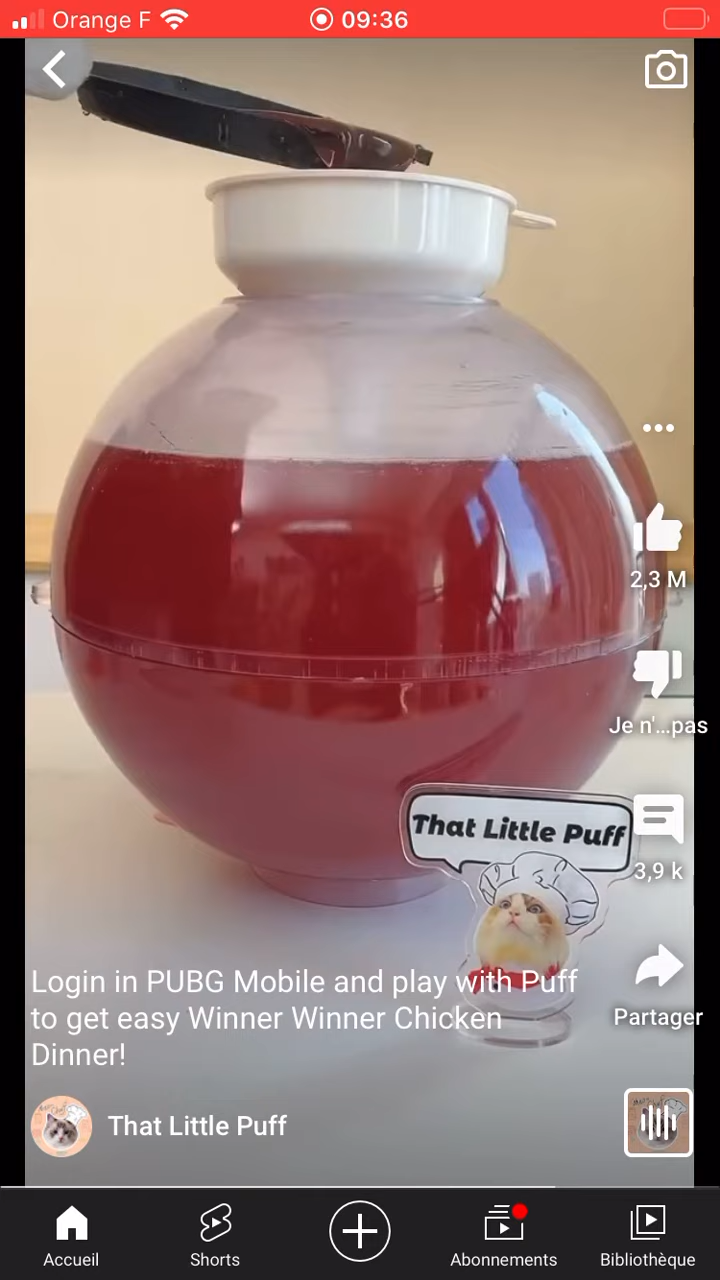 Orange F
09:36
2,3 M
Je n'...pas
That Little Puff
3,9 k
Login in PUBG Mobile and play with Puff
to get easy Winner Winner Chicken
Dinner!
Partager
That Little Puff
Accueil
Shorts
Abonnements
Bibliothèque